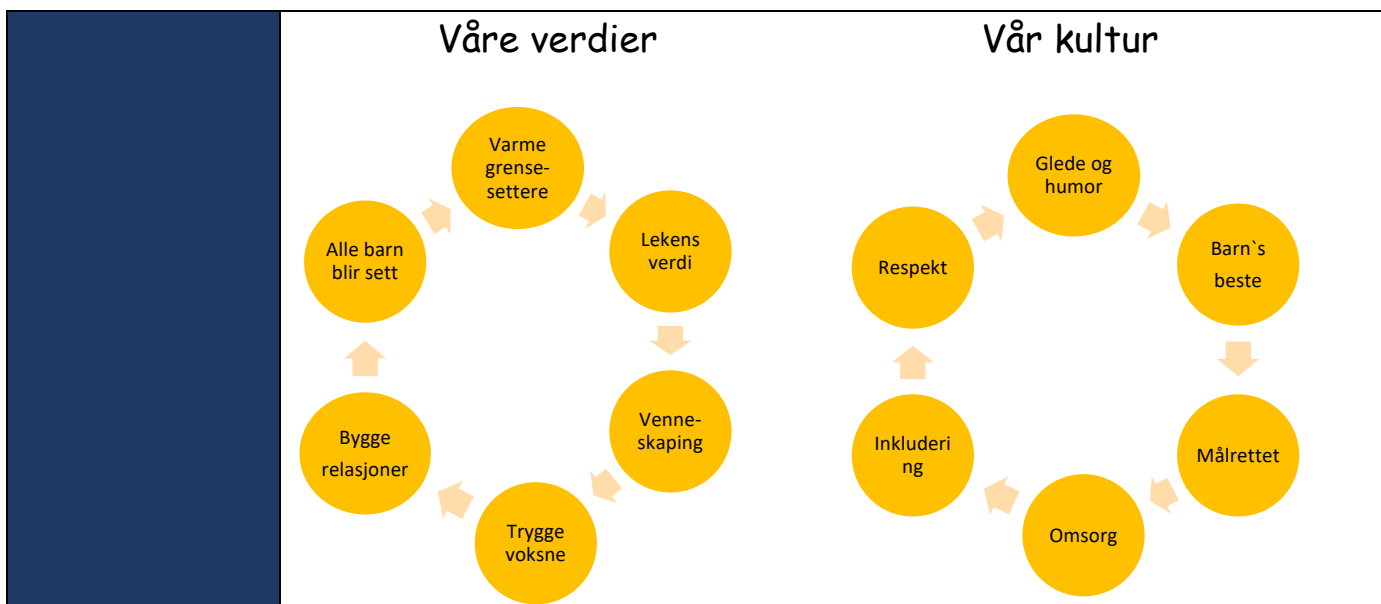 Våre verdier
Varme
grense-
settere
Lekens
verdi
Venne-
skaping
Trygge
voksne
Bygge
relasjoner
Alle barn
blir sett
Vår kultur
Glede og
humor
Barn`s
beste
Målrettet
Omsorg
Inkluderi
ng
Respekt